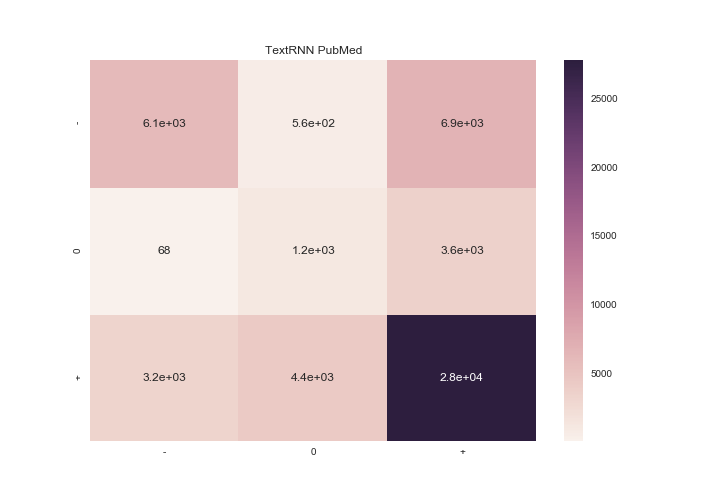 TextRNN PubMed
- 6.1e+03 5.6e+02 6.9e+03
0 68 1.2e+03 3.6e+03
+ 3.2e+03 4.4e+03 2.8e+04
- 0 +
25000
20000
15000
10000
5000